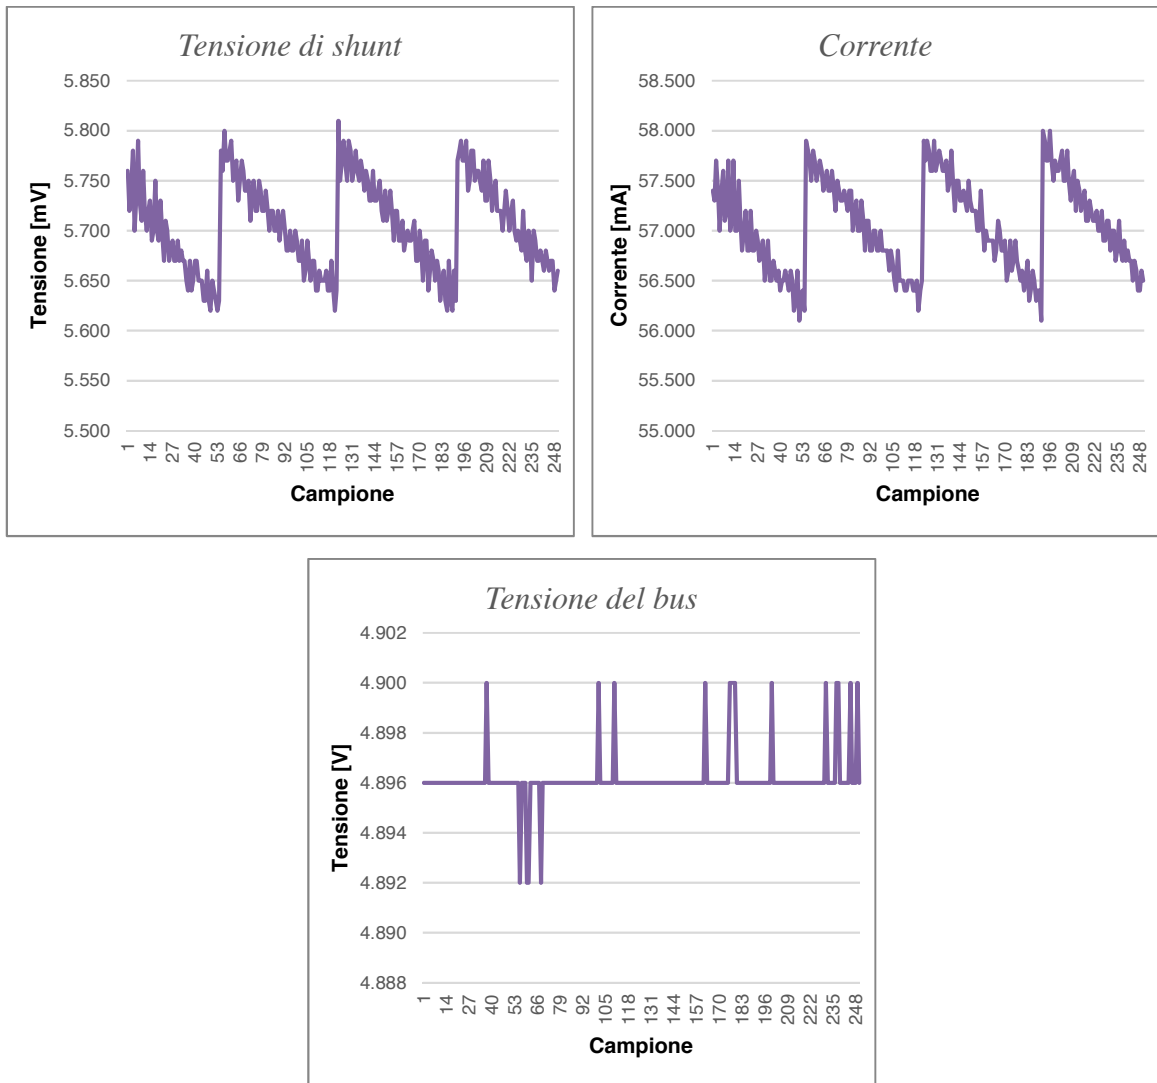 Tensione di shunt
5.850
5.800
5.750
5.700
5.650
5.600
5.550
5.500
Tensione [mV]
1 14 27 40 53 66 79 92 105 118 131 144 157 170 183 196 209 222 235 248
Campione
Corrente
58.500
58.000
57.500
57.000
56.500
56.000
55.500
55.000
Corrente [mA]
1 14 27 40 53 66 79 92 105 118 131 144 157 170 183 196 209 222 235 248
Campione
Tensione del bus
4.902
4.900
4.898
4.896
4.894
4.892
4.890
4.888
Tensione [V]
1 14 27 40 53 66 79 92 105 118 131 144 157 170 183 196 209 222 235 248
Campione